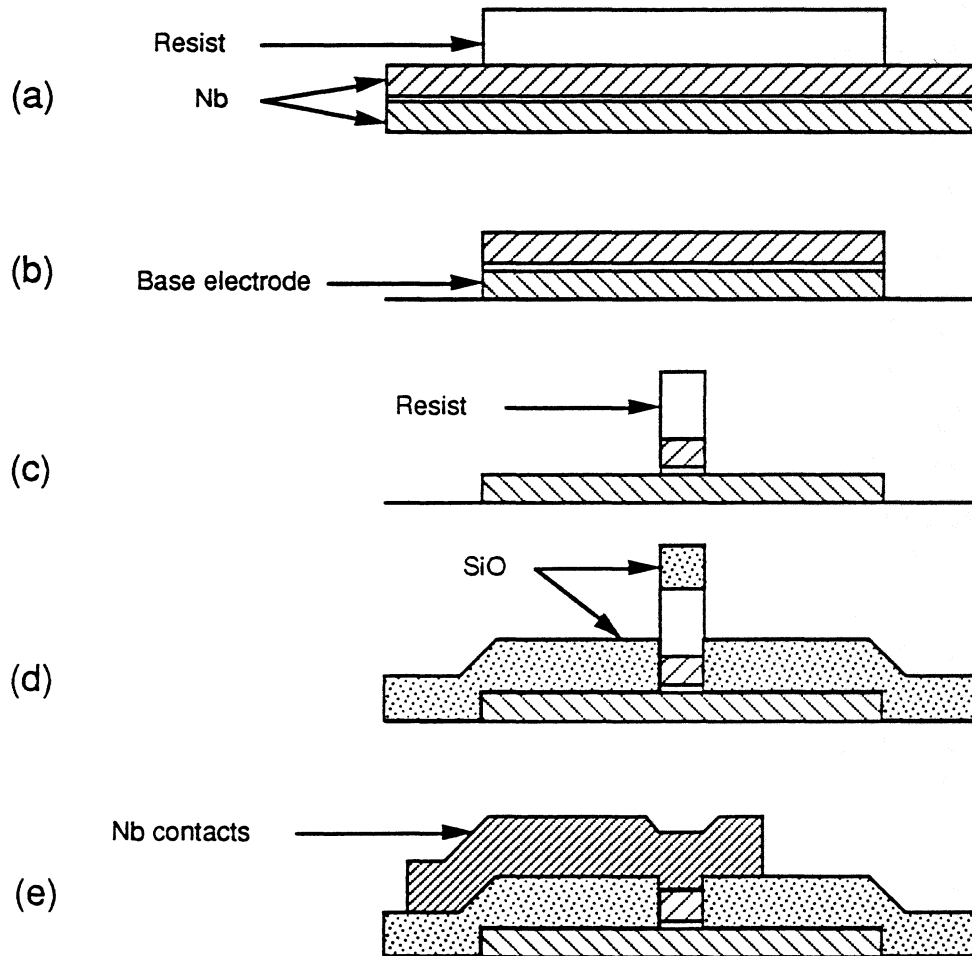 Resist
(a)
Nb
(b)
Base electrode
Resist
(c)
SiO
(d)
Nb contacts
(e)